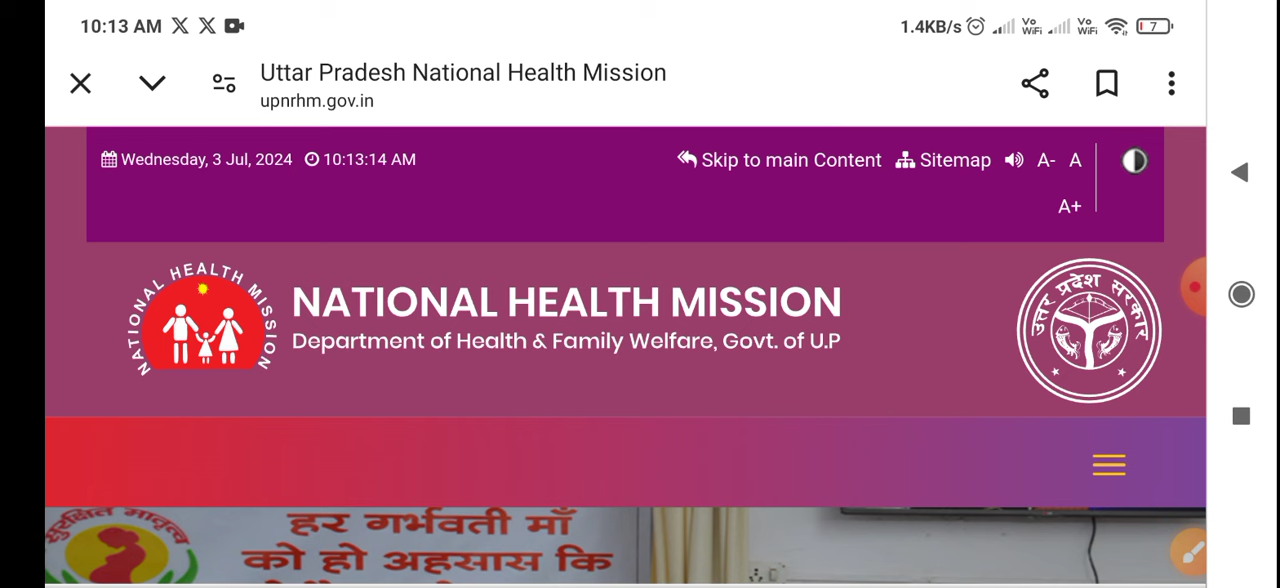 10:13 AM
1.4KB/s Vo WiFi Vo WiFi 7
Uttar Pradesh National Health Mission
upnrhm.gov.in
Wednesday, 3 Jul, 2024 10:13:14 AM
Skip to main Content Sitemap A- A
A+
NATIONAL HEALTH MISSION
NATIONAL HEALTH MISSION
Department of Health & Family Welfare, Govt. of U.P
उत्तर प्रदेश सरकार
सुरक्षित मातृत्व
हर गर्भवती माँ
को हो अहसास कि